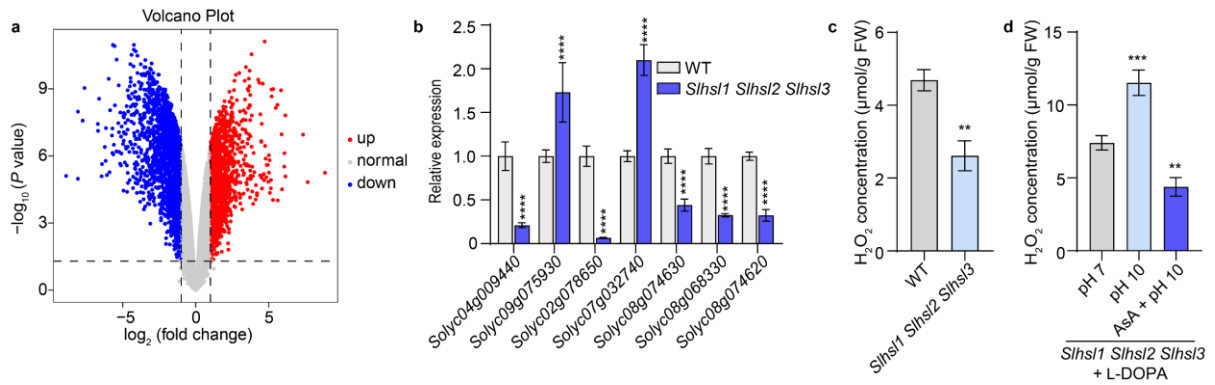 a
Volcano Plot
−log₁₀ (P value)
9
6
3
0
−5
0
5
log₂ (fold change)
up
normal
down
b
Relative expression
2.5
2.0
1.5
1.0
0.5
0
WT
Slhsl1 Slhsl2 Slhsl3
****
****
****
****
****
****
****
Solyc04g009440
Solyc09g075930
Solyc02g078650
Solyc07g032740
Solyc08g074630
Solyc08g068330
Solyc08g074620
c
H₂O₂ concentration (μmol/g FW)
6
4
2
0
**
WT
Slhsl1 Slhsl2 Slhsl3
d
H₂O₂ concentration (μmol/g FW)
15
10
5
0
***
**
pH 7
pH 10
AsA + pH 10
Slhsl1 Slhsl2 Slhsl3
+ L-DOPA